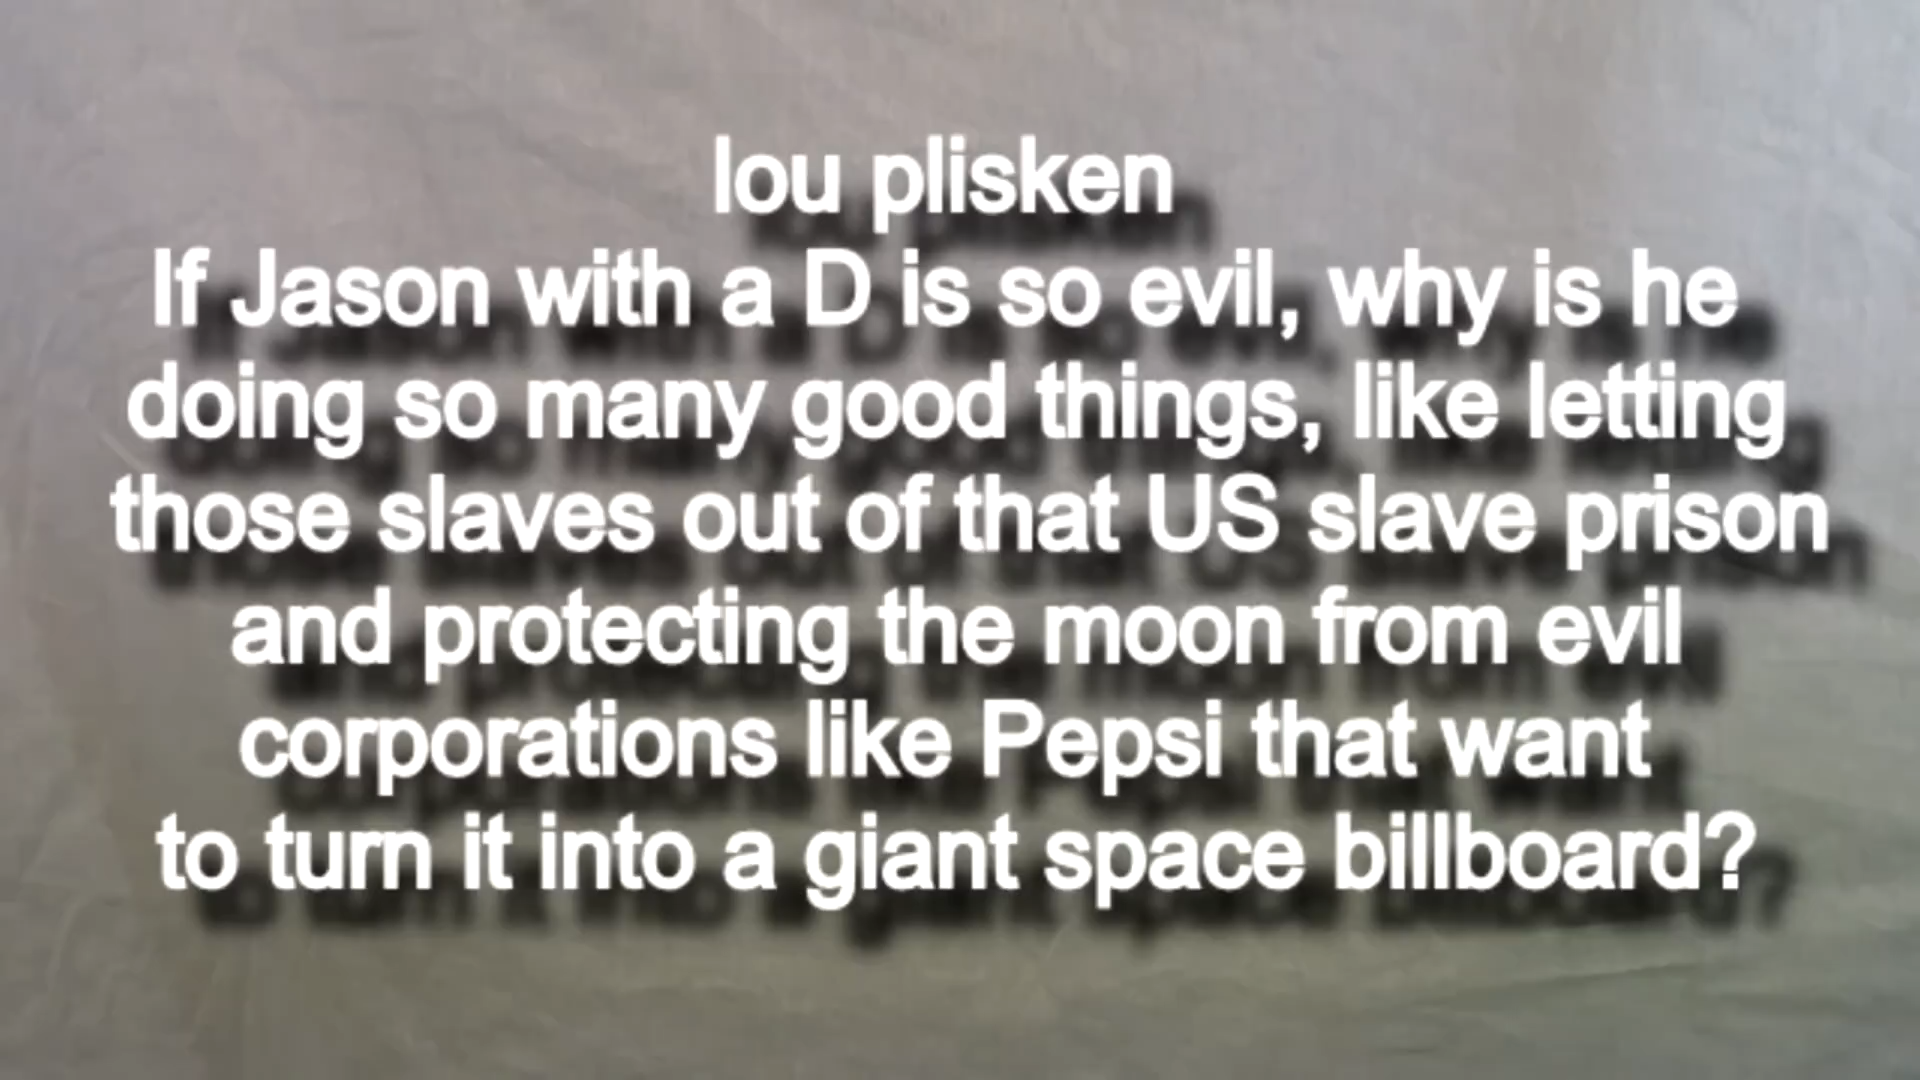 lou plisken
If Jason with a D is so evil, why is he
doing so many good things, like letting
those slaves out of that US slave prison
and protecting the moon from evil
corporations like Pepsi that want
to turn it into a giant space billboard?